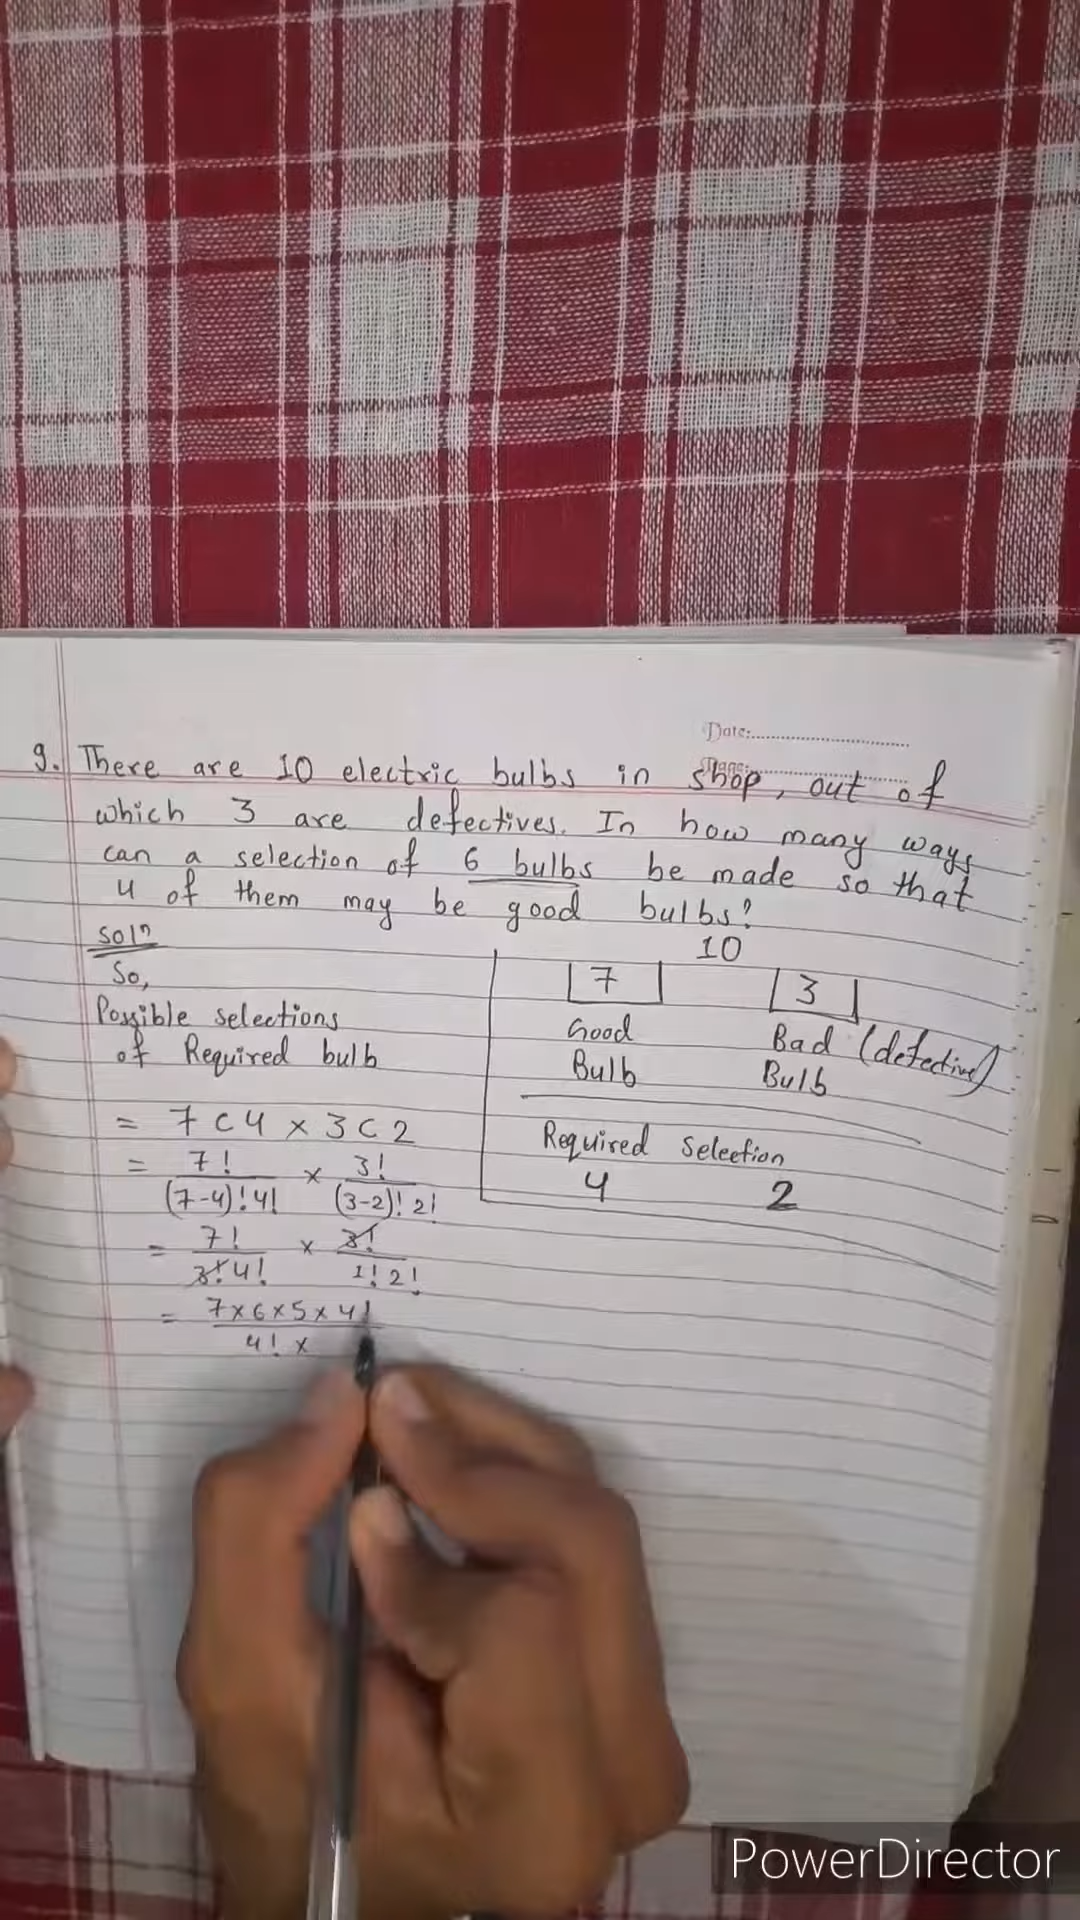 Date:
9. There are 10 electric bulbs in shop, out of
which 3 are defectives. In how many ways
can a selection of 6 bulbs be made so that
4 of them may be good bulbs?
Solⁿ
So,
Possible selections
of Required bulb
= 7C4 × 3C2
= 7!/(7-4)!4! × 3!/(3-2)!2!
= 7!/3!4! × 3!/1!2!
= 7×6×5×4!/4! ×
10
7 3
Good Bad (defective)
Bulb Bulb
Required Selection
4 2
PowerDirector